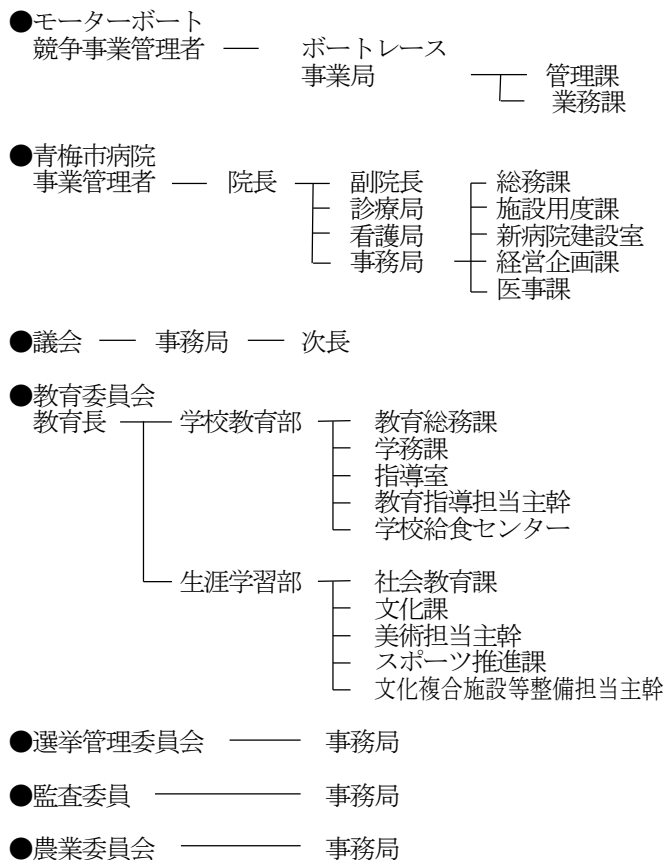 ●モーターボート
競争事業管理者 ボートレース
事業局 管理課
業務課
●青梅市病院
事業管理者 院長 副院長 総務課
診療局 施設用度課
看護局 新病院建設室
事務局 経営企画課
医事課
●議会 事務局 次長
●教育委員会
教育長 学校教育部 教育総務課
学務課
指導室
教育指導担当主幹
学校給食センター
生涯学習部 社会教育課
文化課
美術担当主幹
スポーツ推進課
文化複合施設等整備担当主幹
●選挙管理委員会 事務局
●監査委員 事務局
●農業委員会 事務局